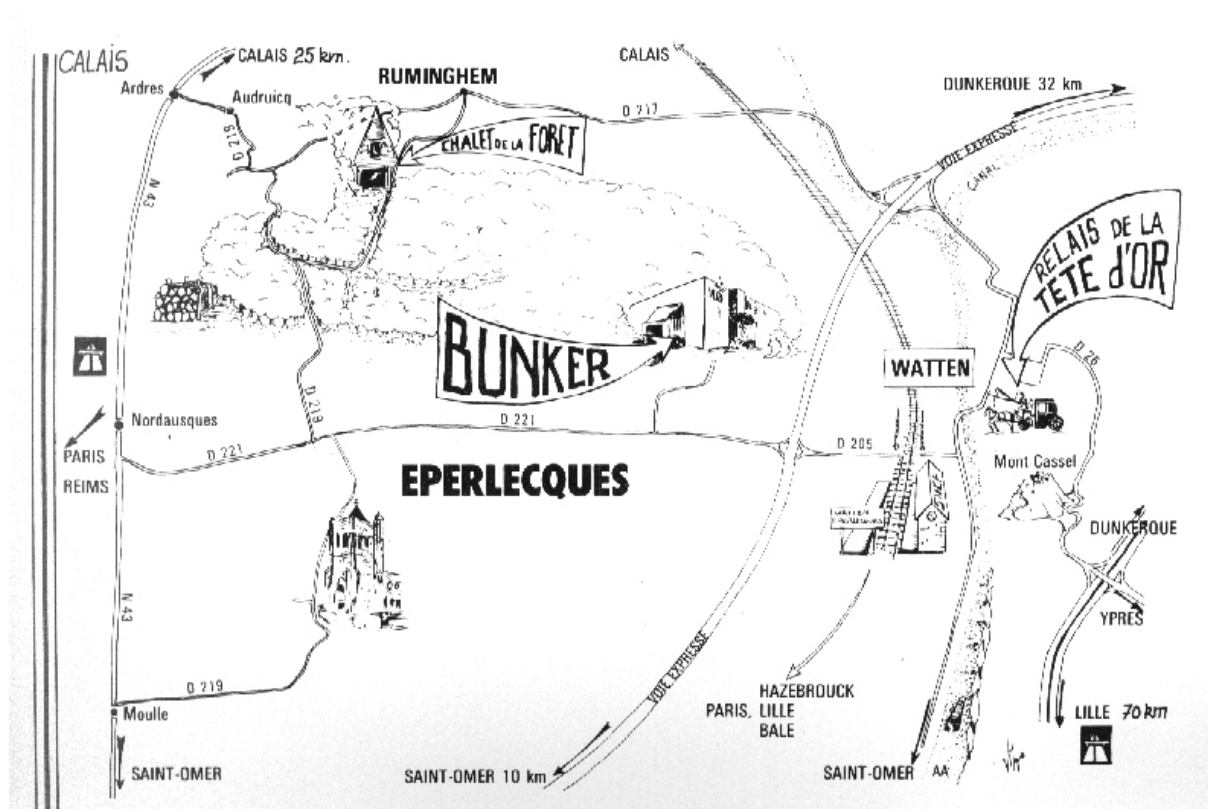 CALAIS
CALAIS 25 km.
CALAIS
DUNKERQUE 32 km
Ardres
Audruicq
RUMINGHEM
D 219
D 217
CHALET DE LA FORET
VOIE EXPRESSE
CANAL
N 43
RELAIS DE LA
TETE d'OR
BUNKER
WATTEN
D 26
D 219
Nordausques
D 221
D 221
D 205
PARIS
REIMS
EPERLECQUES
Mont Cassel
SNCF
DUNKERQUE
YPRES
N 43
VOIE EXPRESSE
D 219
Moulle
HAZEBROUCK
PARIS, LILLE
BALE
LILLE 70 km
SAINT-OMER
SAINT-OMER 10 km
SAINT-OMER
AA